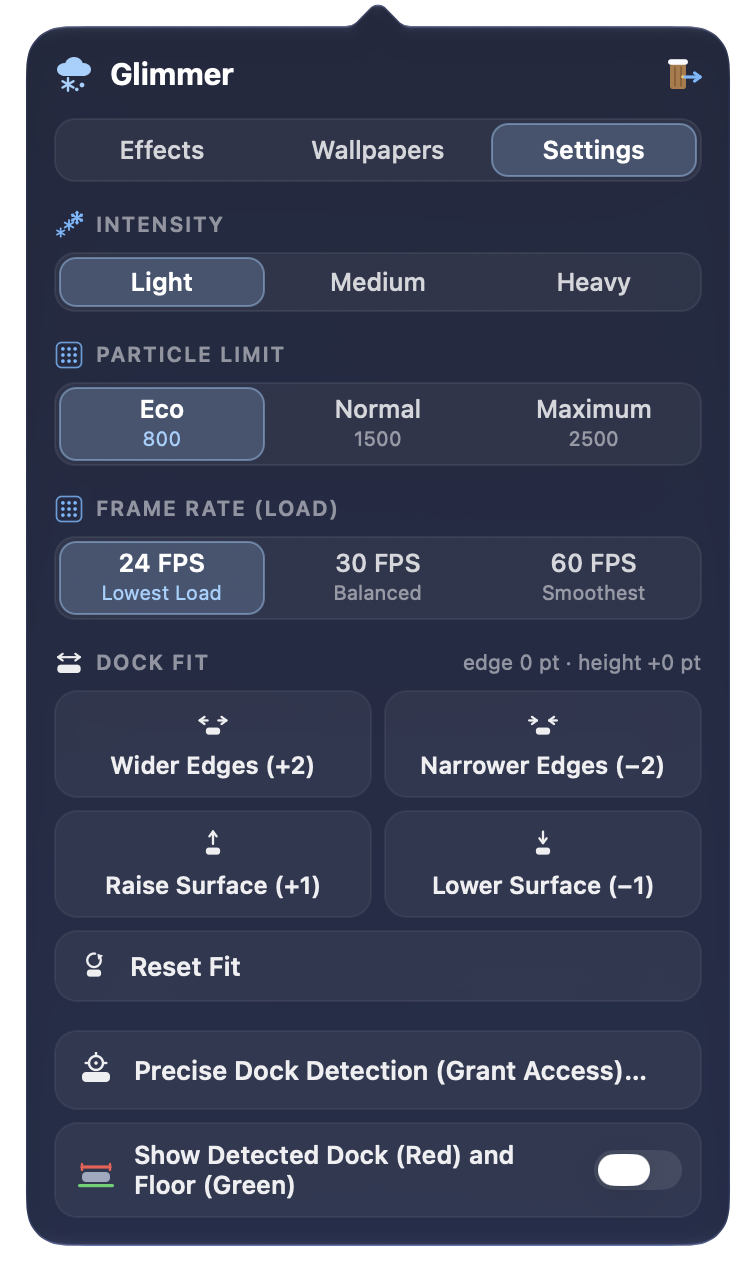 Glimmer
Effects
Wallpapers
Settings
INTENSITY
Light
Medium
Heavy
PARTICLE LIMIT
Eco
800
Normal
1500
Maximum
2500
FRAME RATE (LOAD)
24 FPS
Lowest Load
30 FPS
Balanced
60 FPS
Smoothest
DOCK FIT
edge 0 pt · height +0 pt
Wider Edges (+2)
Narrower Edges (−2)
Raise Surface (+1)
Lower Surface (−1)
Reset Fit
Precise Dock Detection (Grant Access)...
Show Detected Dock (Red) and
Floor (Green)